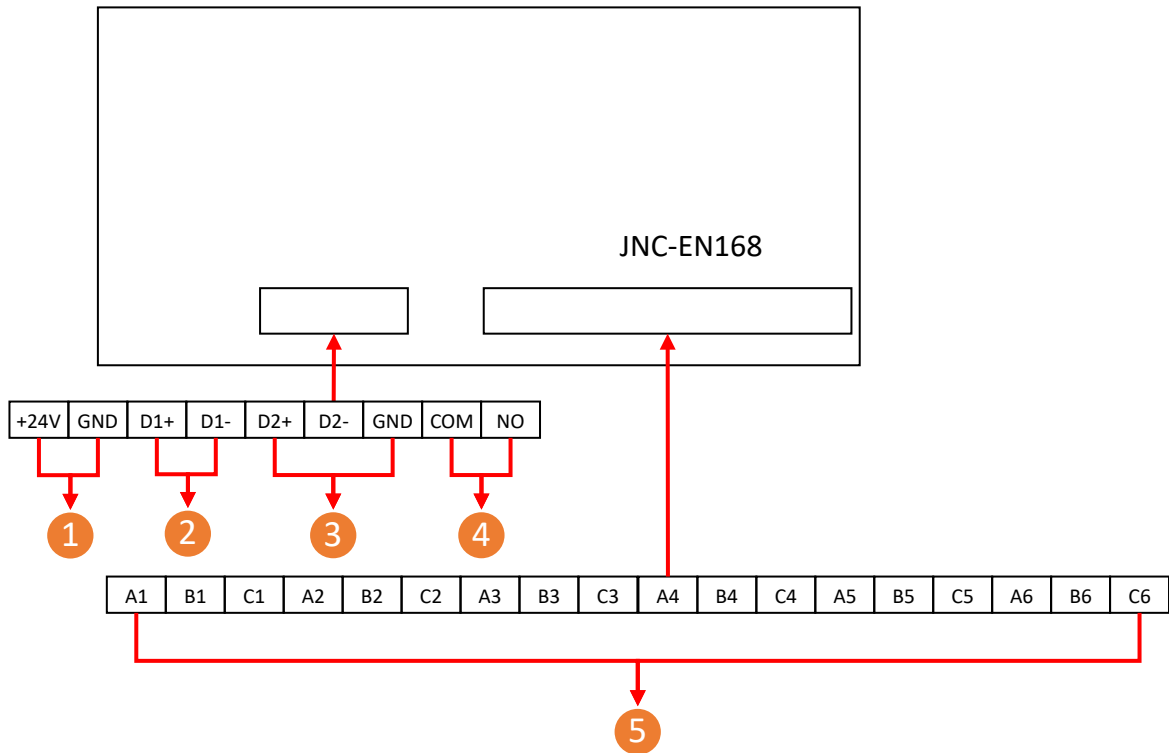 JNC-EN168
+24V GND D1+ D1- D2+ D2- GND COM NO
1 2 3 4
A1 B1 C1 A2 B2 C2 A3 B3 C3 A4 B4 C4 A5 B5 C5 A6 B6 C6
5